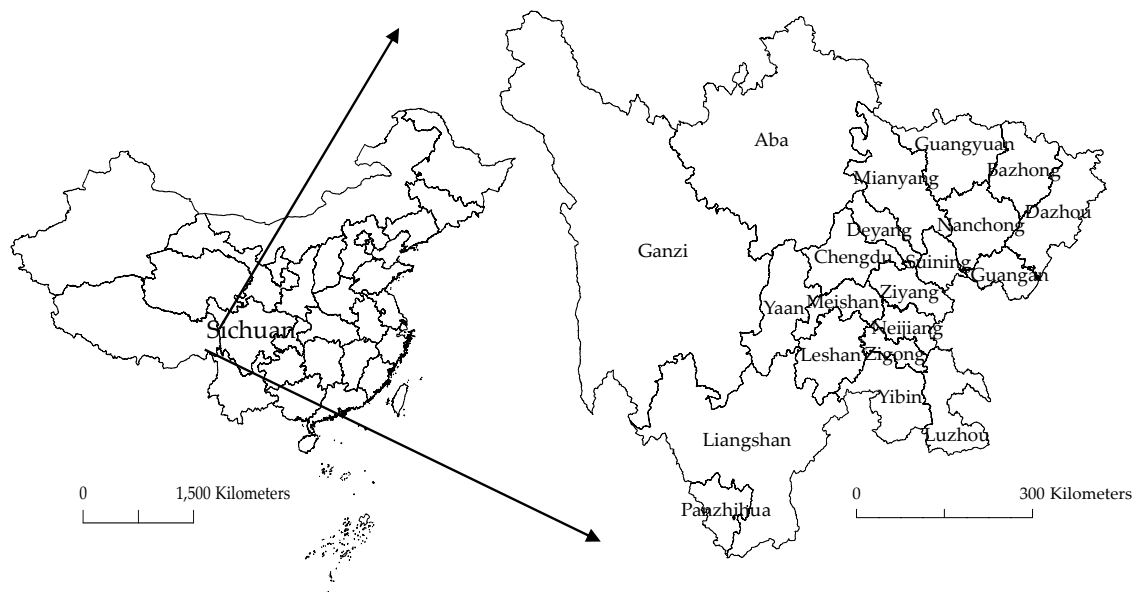 Sichuan
0 1,500 Kilometers
Aba
Guangyuan
Bazhong
Mianyang
Dazhou
Nanchong
Deyang
Ganzi
Chengdu
Suining
Guangan
Ziyang
Meishan
Yaan
Neijiang
Leshan
Zigong
Yibin
Luzhou
Liangshan
Panzhihua
0 300 Kilometers